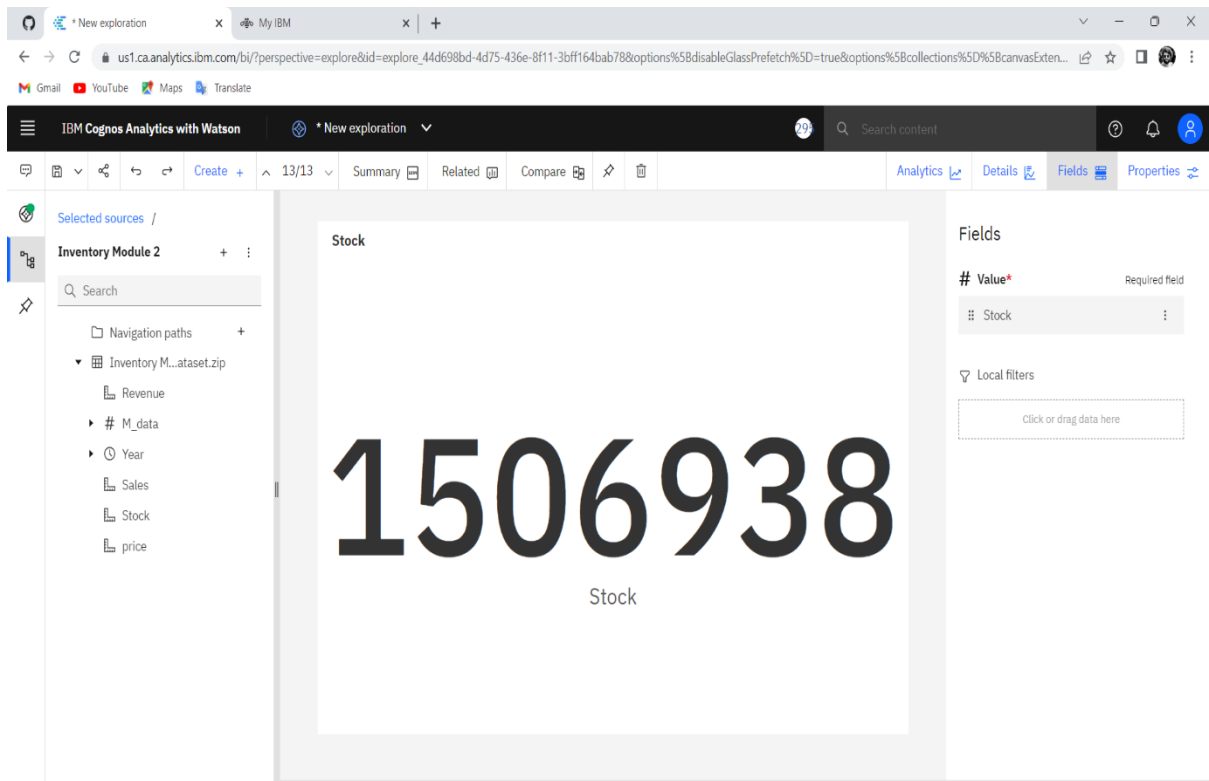 * New exploration
My IBM
us1.ca.analytics.ibm.com/bi/?perspective=explore&id=explore_44d698bd-4d75-436e-8f11-3bff164bab78&options%5BdisableGlassPrefetch%5D=true&options%5Bcollections%5D%5BcanvasExten...
Gmail YouTube Maps Translate
IBM Cognos Analytics with Watson * New exploration Search content
Create + 13/13 Summary Related Compare Analytics Details Fields Properties
Selected sources /
Inventory Module 2
Search
Navigation paths
Inventory M...ataset.zip
Revenue
# M_data
Year
Sales
Stock
price
Stock
1506938
Stock
Fields
# Value* Required field
Stock
Local filters
Click or drag data here